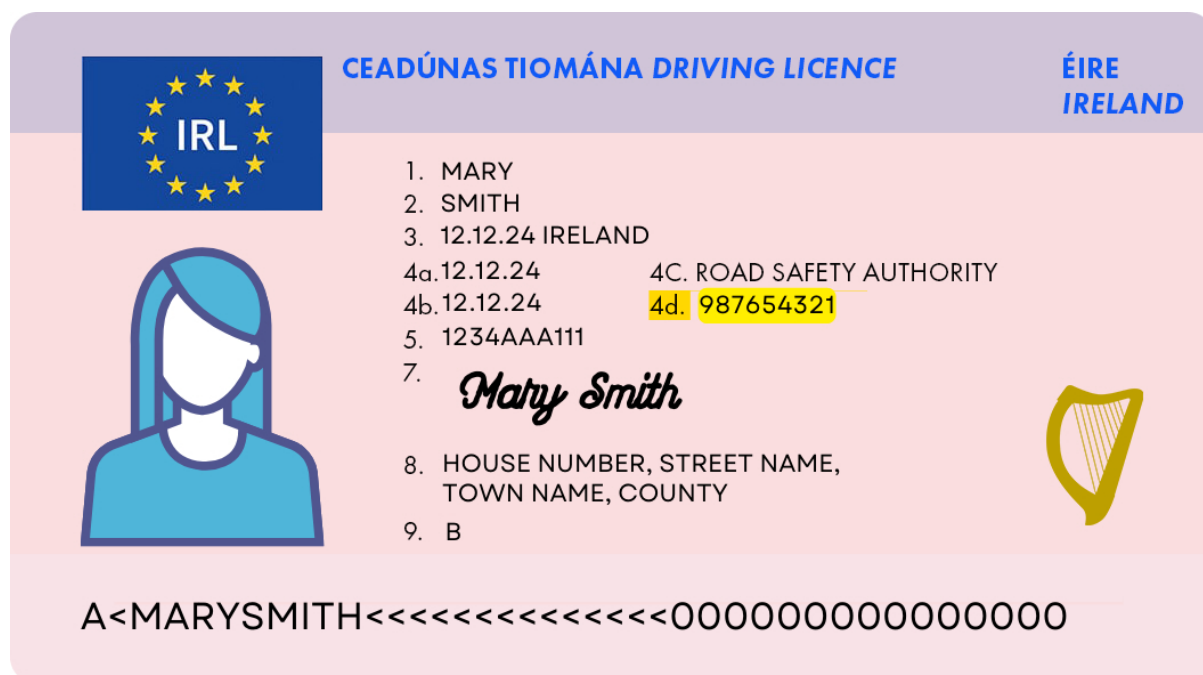 CEADÚNAS TIOMÁNA DRIVING LICENCE
ÉIRE
IRELAND
IRL
1. MARY
2. SMITH
3. 12.12.24 IRELAND
4a. 12.12.24 4C. ROAD SAFETY AUTHORITY
4b. 12.12.24 4d. 987654321
5. 1234AAA111
7. Mary Smith
8. HOUSE NUMBER, STREET NAME,
TOWN NAME, COUNTY
9. B
A<MARYSMITH<<<<<<<<<<<<<<000000000000000